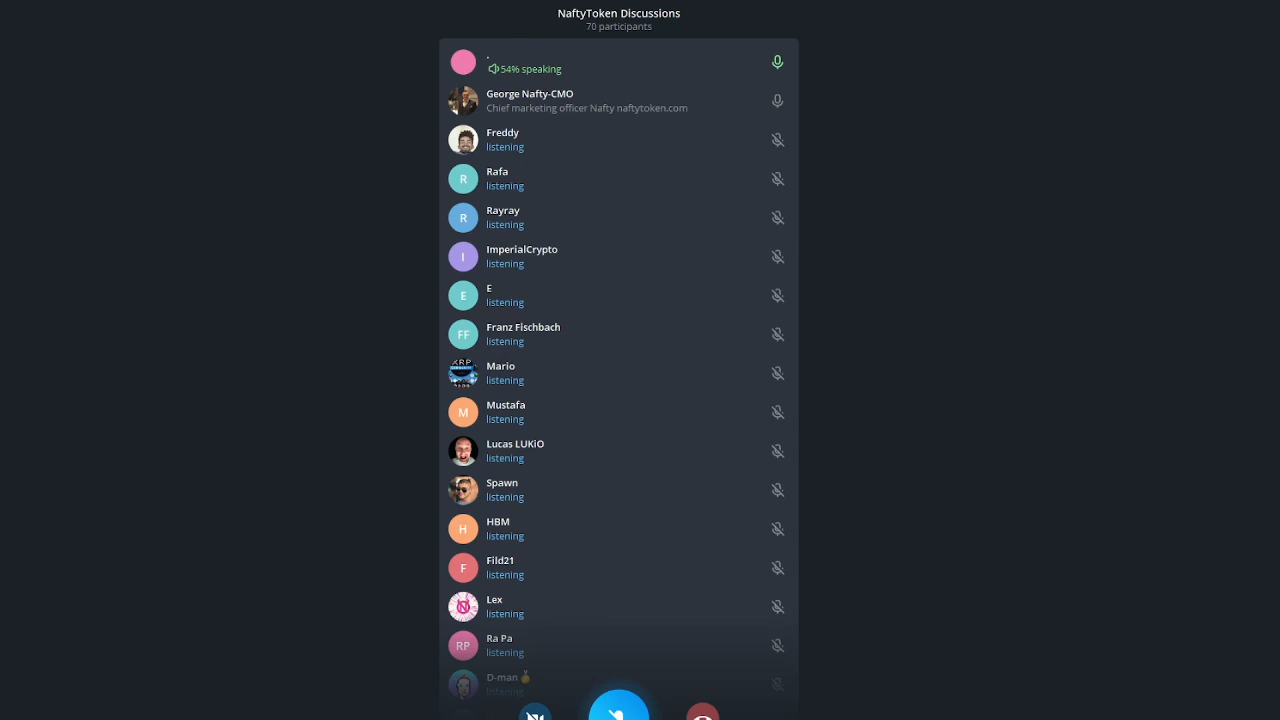 NaftyToken Discussions
70 participants
.
54% speaking
George Nafty-CMO
Chief marketing officer Nafty naftytoken.com
Freddy
listening
R
Rafa
listening
R
Rayray
listening
I
ImperialCrypto
listening
E
E
listening
FF
Franz Fischbach
listening
XRP
Mario
listening
M
Mustafa
listening
Lucas LUKiO
listening
Spawn
listening
H
HBM
listening
F
Fild21
listening
N
Lex
listening
RP
Ra Pa
listening
D-man🏅
listening